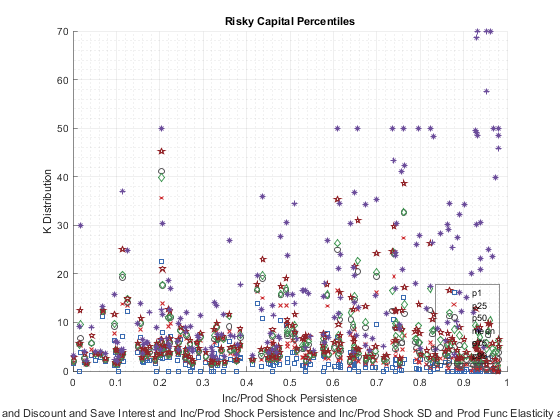 Risky Capital Percentiles
K Distribution
70
60
50
40
30
20
10
0
0 0.1 0.2 0.3 0.4 0.5 0.6 0.7 0.8 0.9 1
p1
p25
p50
Inc/Prod Shock Persistence
and Discount and Save Interest and Inc/Prod Shock Persistence and Inc/Prod Shock SD and Prod Func Elasticity a